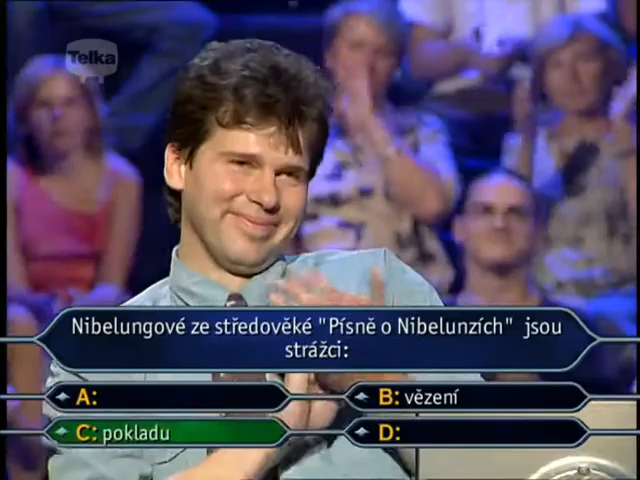 Telka
Nibelungové ze středověké "Písně o Nibelunzích" jsou
strážci:
A:
B: vězení
C: pokladu
D: